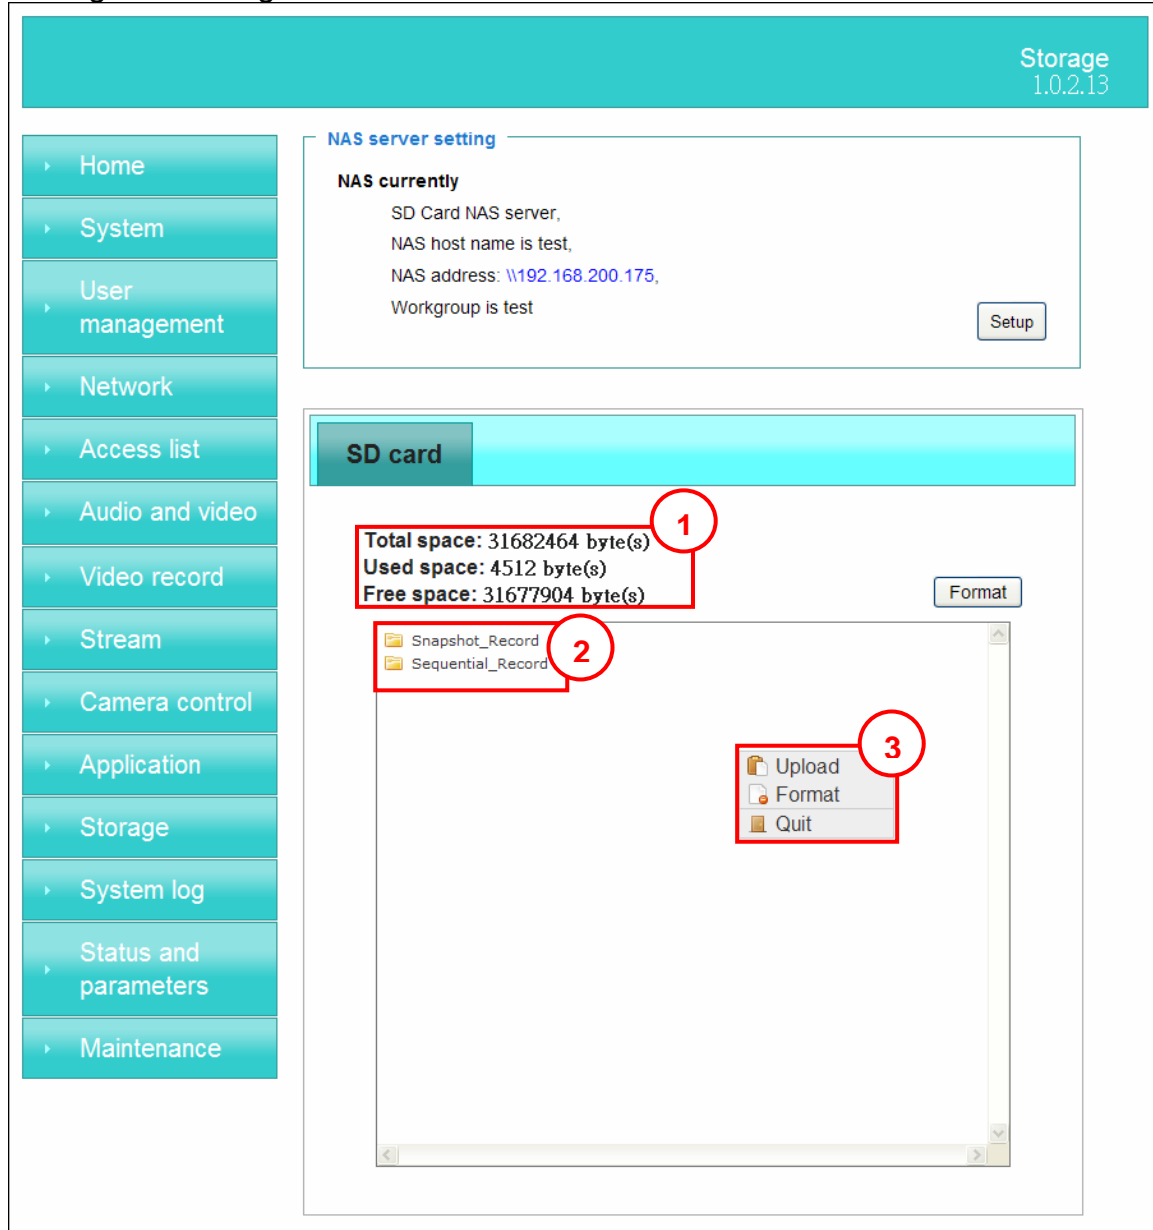 Storage
1.0.2.13
Home
System
User
management
Network
Access list
Audio and video
Video record
Stream
Camera control
Application
Storage
System log
Status and
parameters
Maintenance
NAS server setting
NAS currently
SD Card NAS server,
NAS host name is test,
NAS address: \\192.168.200.175,
Workgroup is test
Setup
SD card
1
Total space: 31682464 byte(s)
Used space: 4512 byte(s)
Free space: 31677904 byte(s)
Format
Snapshot_Record
Sequential_Record
2
3
Upload
Format
Quit